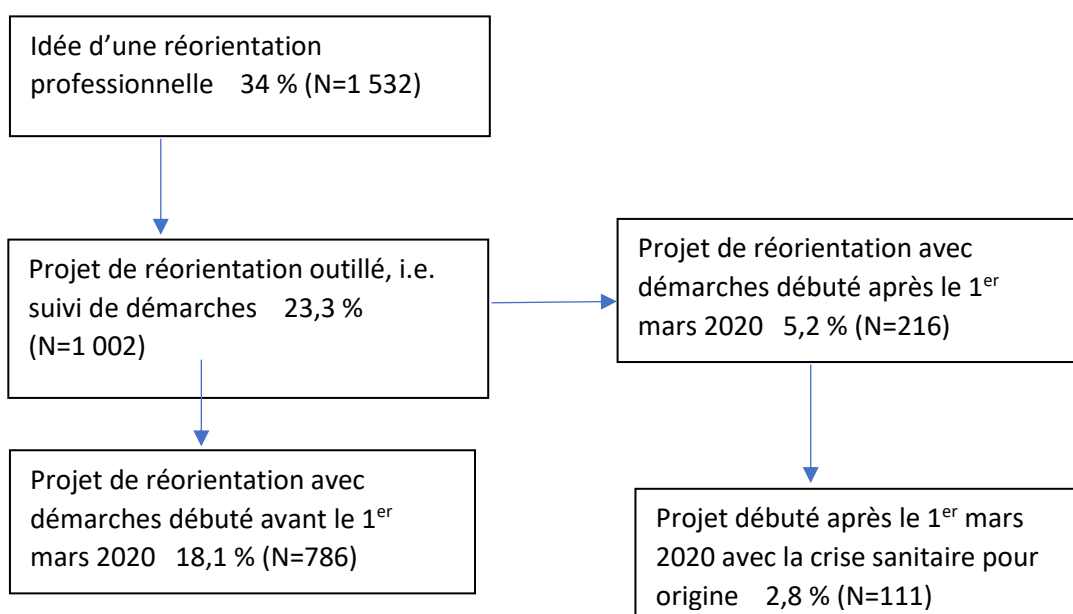 Idée d'une réorientation
professionnelle 34 % (N=1 532)
Projet de réorientation outillé, i.e.
suivi de démarches 23,3 %
(N=1 002)
Projet de réorientation avec
démarches débuté après le 1er
mars 2020 5,2 % (N=216)
Projet de réorientation avec
démarches débuté avant le 1er
mars 2020 18,1 % (N=786)
Projet débuté après le 1er mars
2020 avec la crise sanitaire pour
origine 2,8 % (N=111)